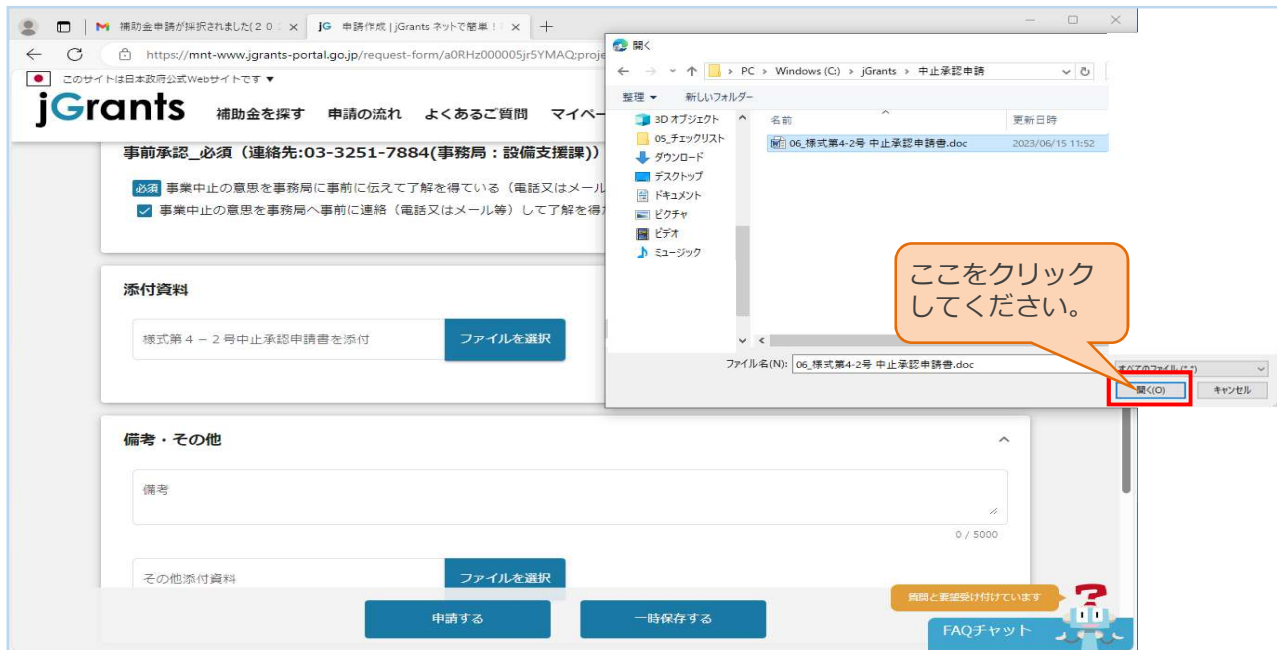 補助金申請が採択されました(20
jG 申請作成 | jGrants ネットで簡単!
https://mnt-www.jgrants-portal.go.jp/request-form/a0RHz000005jr5YMAQ;proje
このサイトは日本政府公式Webサイトです ▼
jGrants
補助金を探す 申請の流れ よくあるご質問 マイペー
事前承認_必須(連絡先:03-3251-7884(事務局:設備支援課))
必須 事業中止の意思を事務局に事前に伝えて了解を得ている(電話又はメール
事業中止の意思を事務局へ事前に連絡(電話又はメール等)して了解を得
添付資料
様式第4-2号中止承認申請書を添付
ファイルを選択
備考・その他
備考
0 / 5000
その他添付資料
ファイルを選択
申請する
一時保存する
質問と要望受け付けています
FAQチャット
開く
PC > Windows (C:) > jGrants > 中止承認申請
整理 新しいフォルダー
3D オブジェクト
05_チェックリスト
ダウンロード
デスクトップ
ドキュメント
ピクチャ
ビデオ
ミュージック
名前 更新日時
06_様式第4-2号 中止承認申請書.doc 2023/06/15 11:52
ここをクリック
してください。
ファイル名(N): 06_様式第4-2号 中止承認申請書.doc
すべてのファイル (*.*)
開く(O)
キャンセル